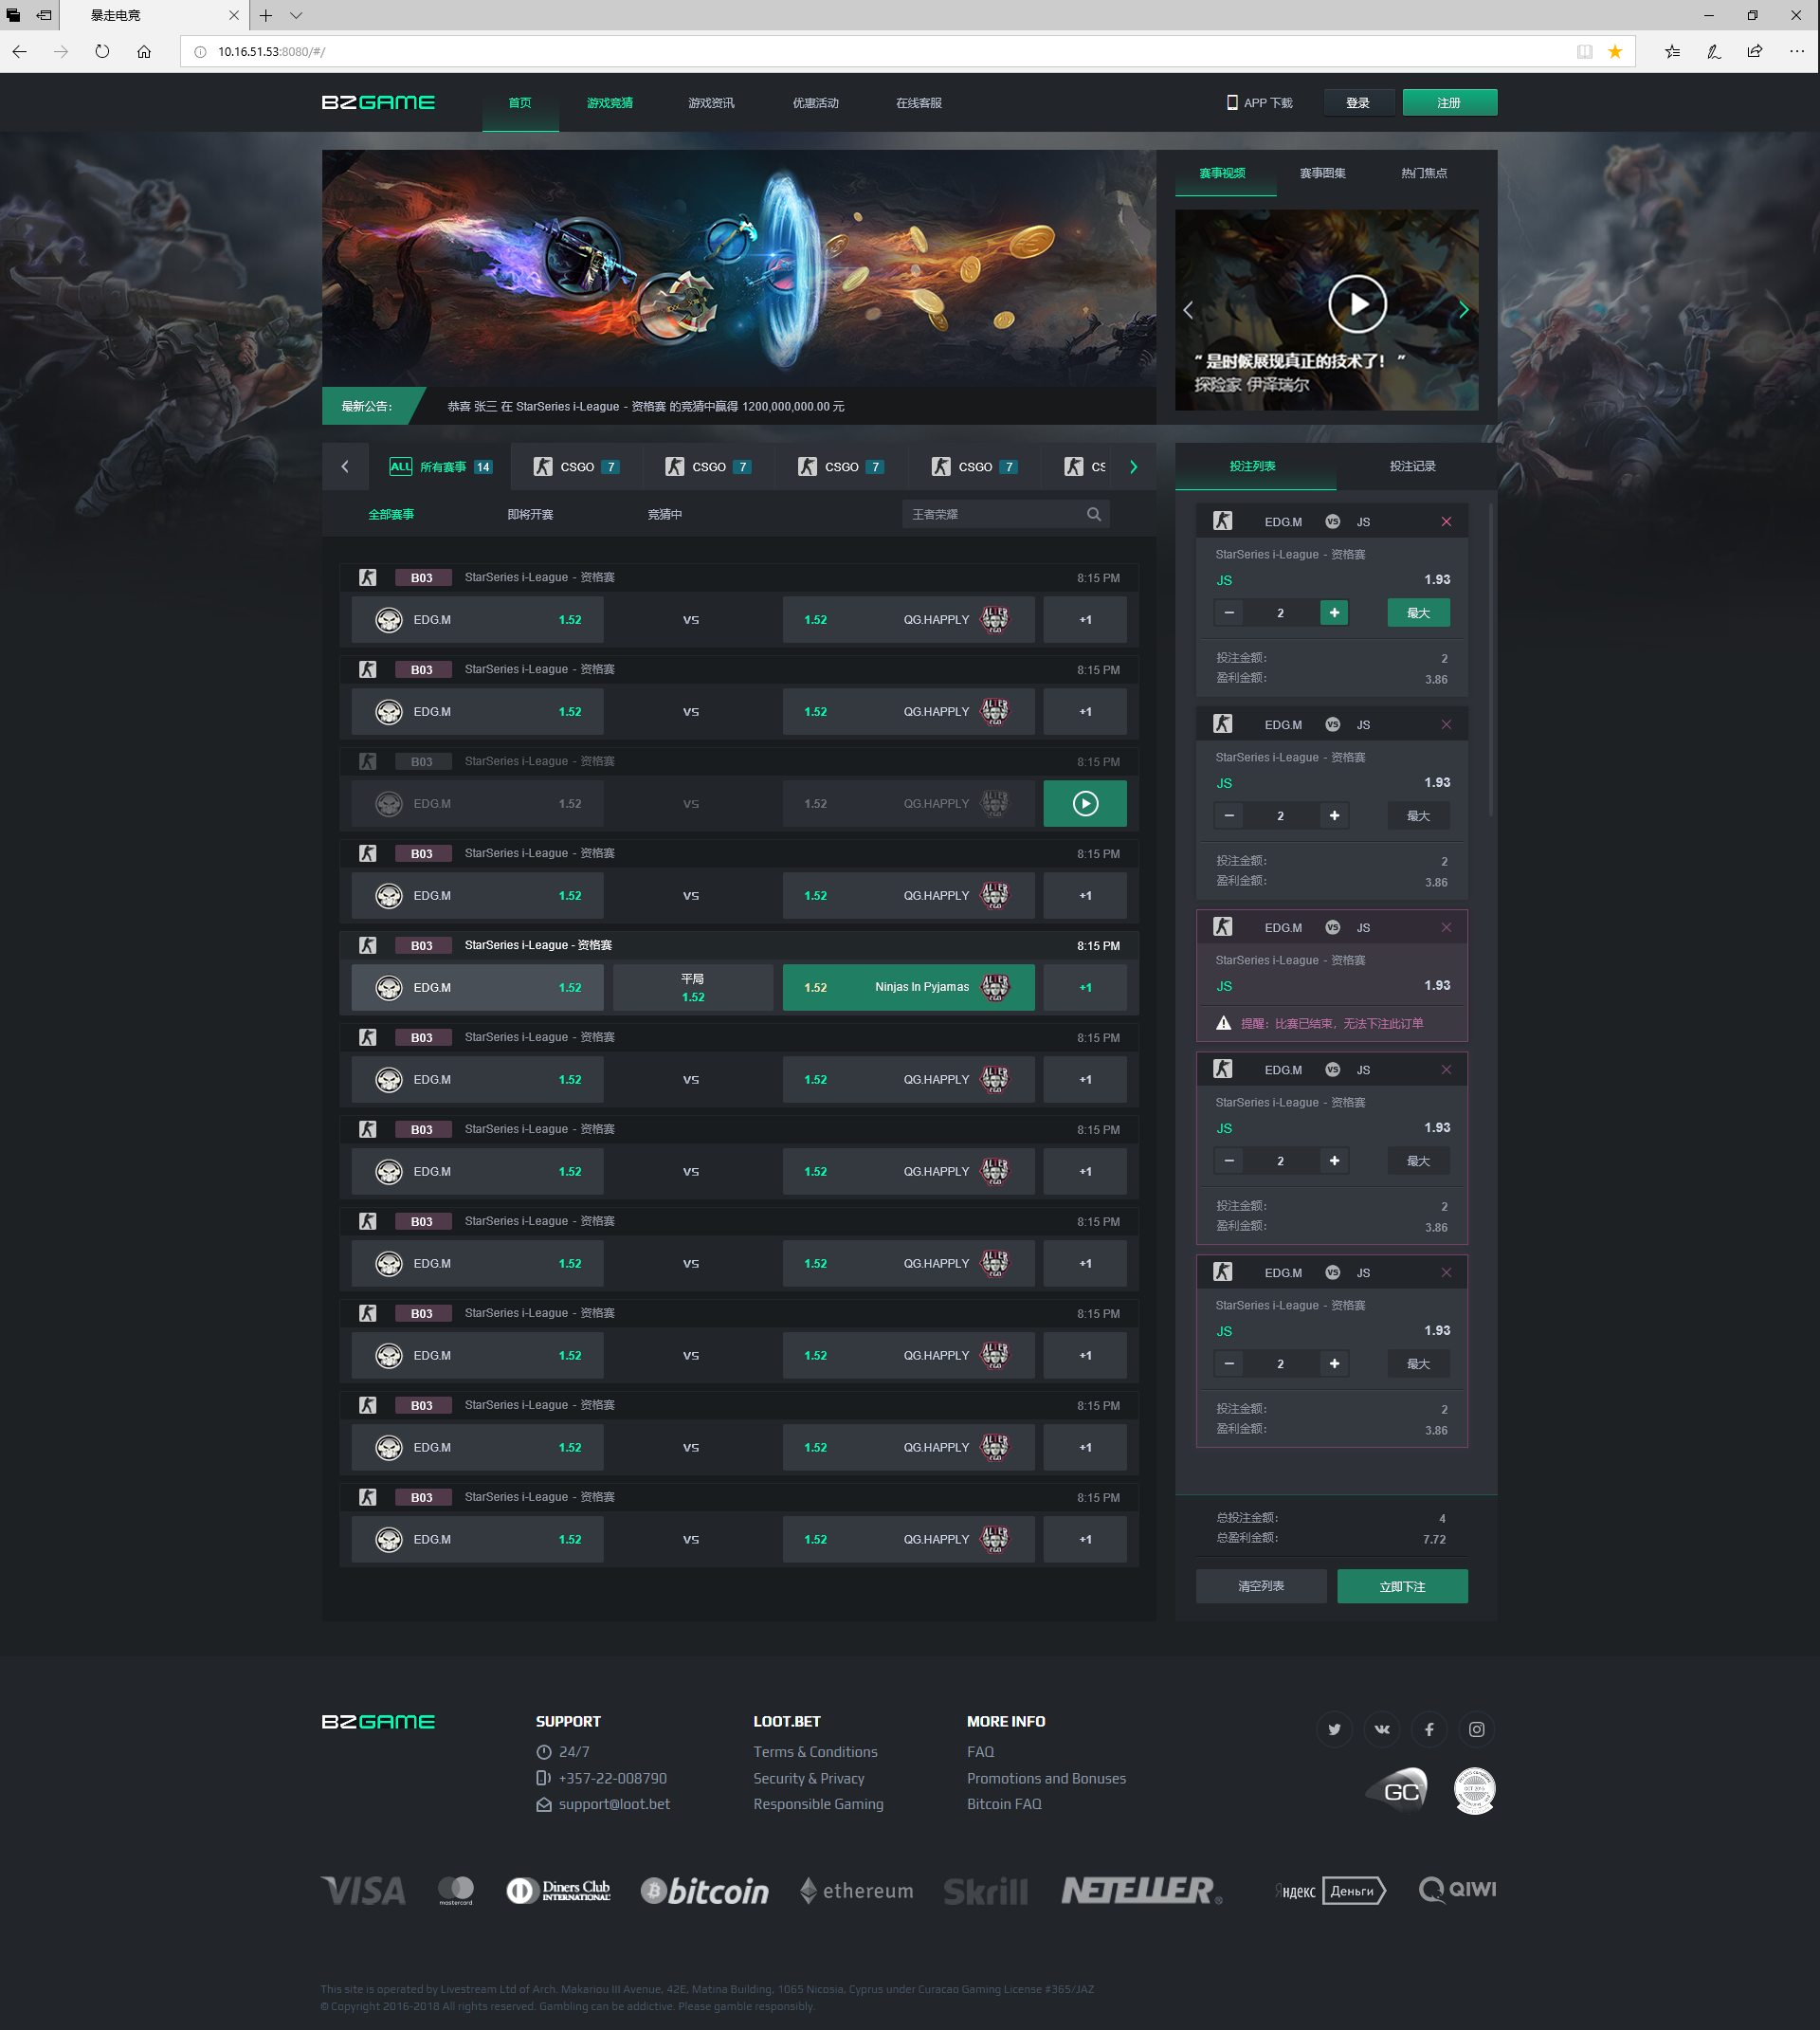 暴走电竞
10.16.51.53:8080/#/
BZGAME
首页 游戏竞猜 游戏资讯 优惠活动 在线客服
APP 下载 登录 注册
赛事视频 赛事图集 热门焦点
“ 是时候展现真正的技术了! ”
探险家 伊泽瑞尔
最新公告: 恭喜 张三 在 StarSeries i-League - 资格赛 的竞猜中赢得 1200,000,000.00 元
ALL 所有赛事 14 CSGO 7 CSGO 7 CSGO 7 CSGO 7 CS
全部赛事 即将开赛 竞猜中 王者荣耀
B03 StarSeries i-League - 资格赛 8:15 PM
EDG.M 1.52 VS 1.52 QG.HAPPLY +1
B03 StarSeries i-League - 资格赛 8:15 PM
EDG.M 1.52 VS 1.52 QG.HAPPLY +1
B03 StarSeries i-League - 资格赛 8:15 PM
EDG.M 1.52 VS 1.52 QG.HAPPLY
B03 StarSeries i-League - 资格赛 8:15 PM
EDG.M 1.52 VS 1.52 QG.HAPPLY +1
B03 StarSeries i-League - 资格赛 8:15 PM
EDG.M 1.52 平局 1.52 1.52 Ninjas In Pyjamas +1
B03 StarSeries i-League - 资格赛 8:15 PM
EDG.M 1.52 VS 1.52 QG.HAPPLY +1
B03 StarSeries i-League - 资格赛 8:15 PM
EDG.M 1.52 VS 1.52 QG.HAPPLY +1
B03 StarSeries i-League - 资格赛 8:15 PM
EDG.M 1.52 VS 1.52 QG.HAPPLY +1
B03 StarSeries i-League - 资格赛 8:15 PM
EDG.M 1.52 VS 1.52 QG.HAPPLY +1
B03 StarSeries i-League - 资格赛 8:15 PM
EDG.M 1.52 VS 1.52 QG.HAPPLY +1
B03 StarSeries i-League - 资格赛 8:15 PM
EDG.M 1.52 VS 1.52 QG.HAPPLY +1
投注列表 投注记录
EDG.M VS JS
StarSeries i-League - 资格赛
JS 1.93
− 2 + 最大
投注金额: 2
盈利金额: 3.86
EDG.M VS JS
StarSeries i-League - 资格赛
JS 1.93
− 2 + 最大
投注金额: 2
盈利金额: 3.86
EDG.M VS JS
StarSeries i-League - 资格赛
JS 1.93
提醒: 比赛已结束, 无法下注此订单
EDG.M VS JS
StarSeries i-League - 资格赛
JS 1.93
− 2 + 最大
投注金额: 2
盈利金额: 3.86
EDG.M VS JS
StarSeries i-League - 资格赛
JS 1.93
− 2 + 最大
投注金额: 2
盈利金额: 3.86
总投注金额: 4
总盈利金额: 7.72
清空列表 立即下注
BZGAME
SUPPORT
24/7
+357-22-008790
support@loot.bet
LOOT.BET
Terms & Conditions
Security & Privacy
Responsible Gaming
MORE INFO
FAQ
Promotions and Bonuses
Bitcoin FAQ
GC
VISA mastercard Diners Club INTERNATIONAL bitcoin ethereum Skrill NETELLER Яндекс Деньги QIWI
This site is operated by Livestream Ltd of Arch. Makariou III Avenue, 42E, Matina Building, 1065 Nicosia, Cyprus under Curacao Gaming License #365/JAZ
© Copyright 2016-2018 All rights reserved. Gambling can be addictive. Please gamble responsibly.